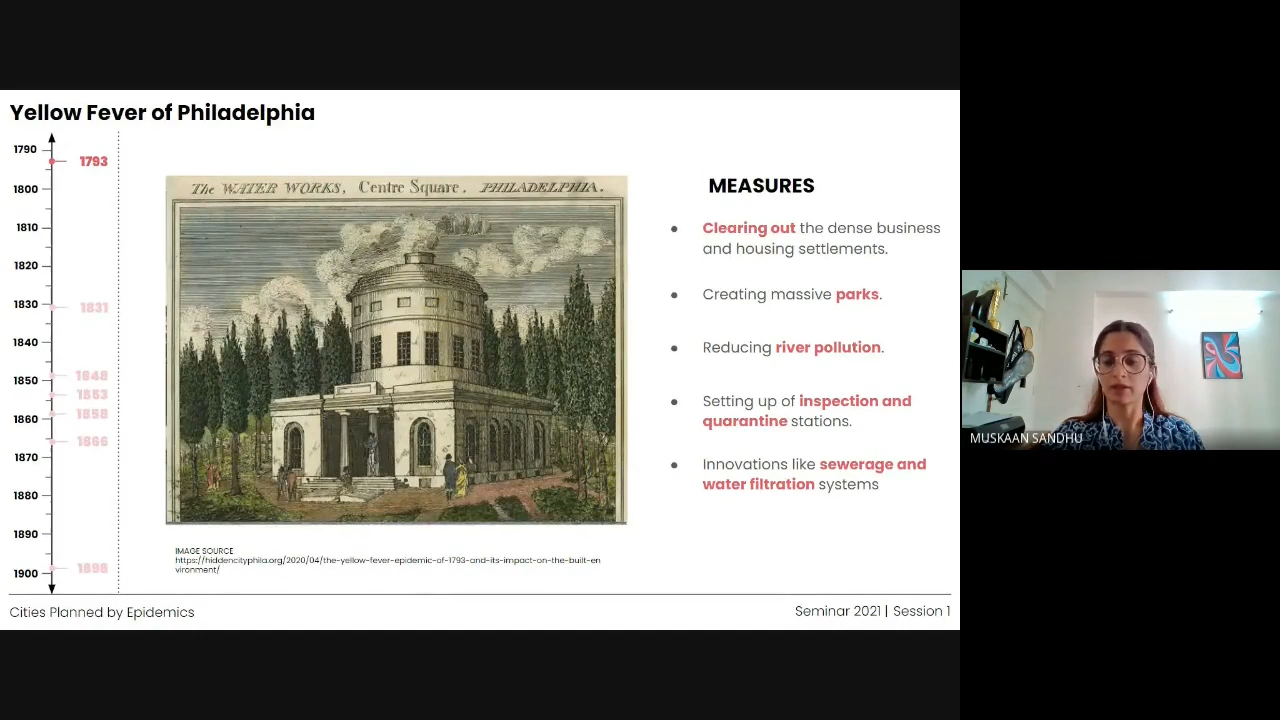 Yellow Fever of Philadelphia
1790
1793
1800
1810
1820
1830
1831
1840
1848
1850
1853
1858
1860
1866
1870
1880
1890
1898
1900
The WATER WORKS, Centre Square, PHILADELPHIA.
IMAGE SOURCE
https://hiddencityphila.org/2020/04/the-yellow-fever-epidemic-of-1793-and-its-impact-on-the-built-en
vironment/
MEASURES
● Clearing out the dense business
and housing settlements.
● Creating massive parks.
● Reducing river pollution.
● Setting up of inspection and
quarantine stations.
● Innovations like sewerage and
water filtration systems
Cities Planned by Epidemics
Seminar 2021 | Session 1
MUSKAAN SANDHU